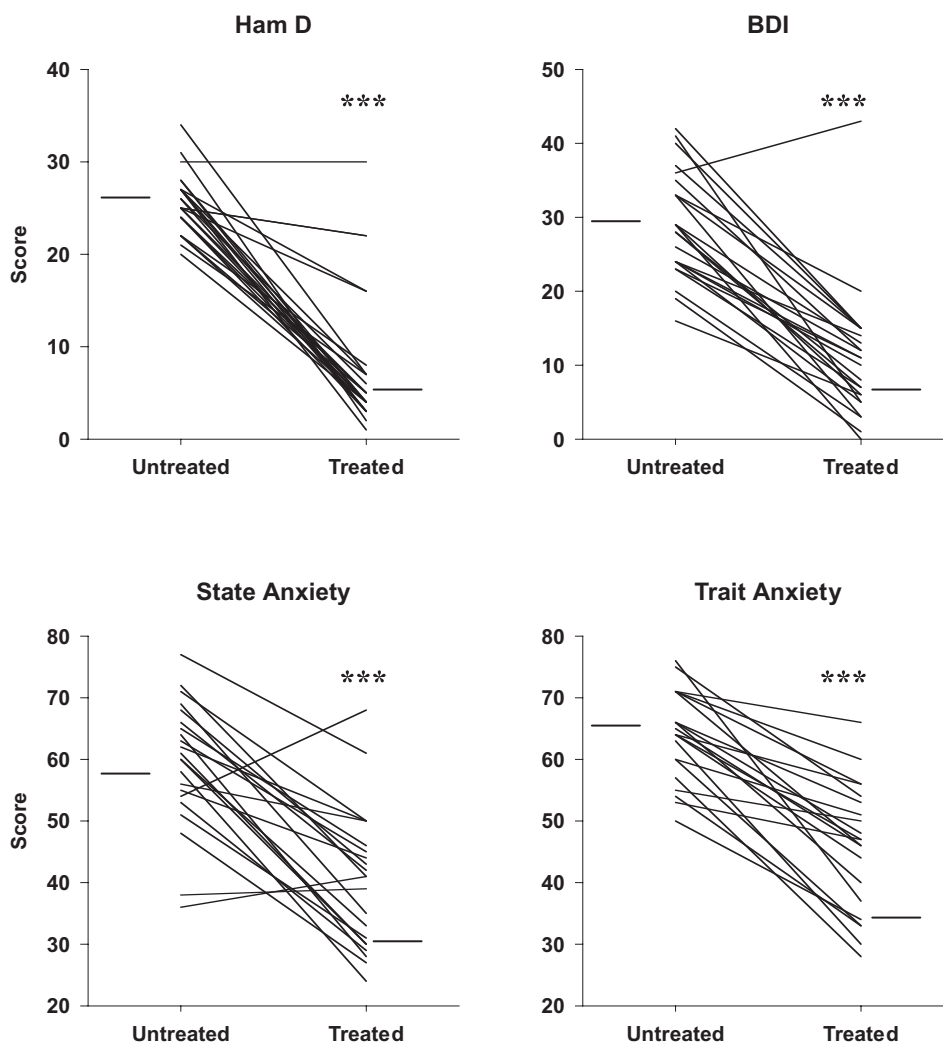 Ham D
BDI
40
30
20
10
0
Score
***
Untreated
Treated
50
40
30
20
10
0
***
Untreated
Treated
State Anxiety
Trait Anxiety
80
70
60
50
40
30
20
Score
***
Untreated
Treated
80
70
60
50
40
30
20
***
Untreated
Treated